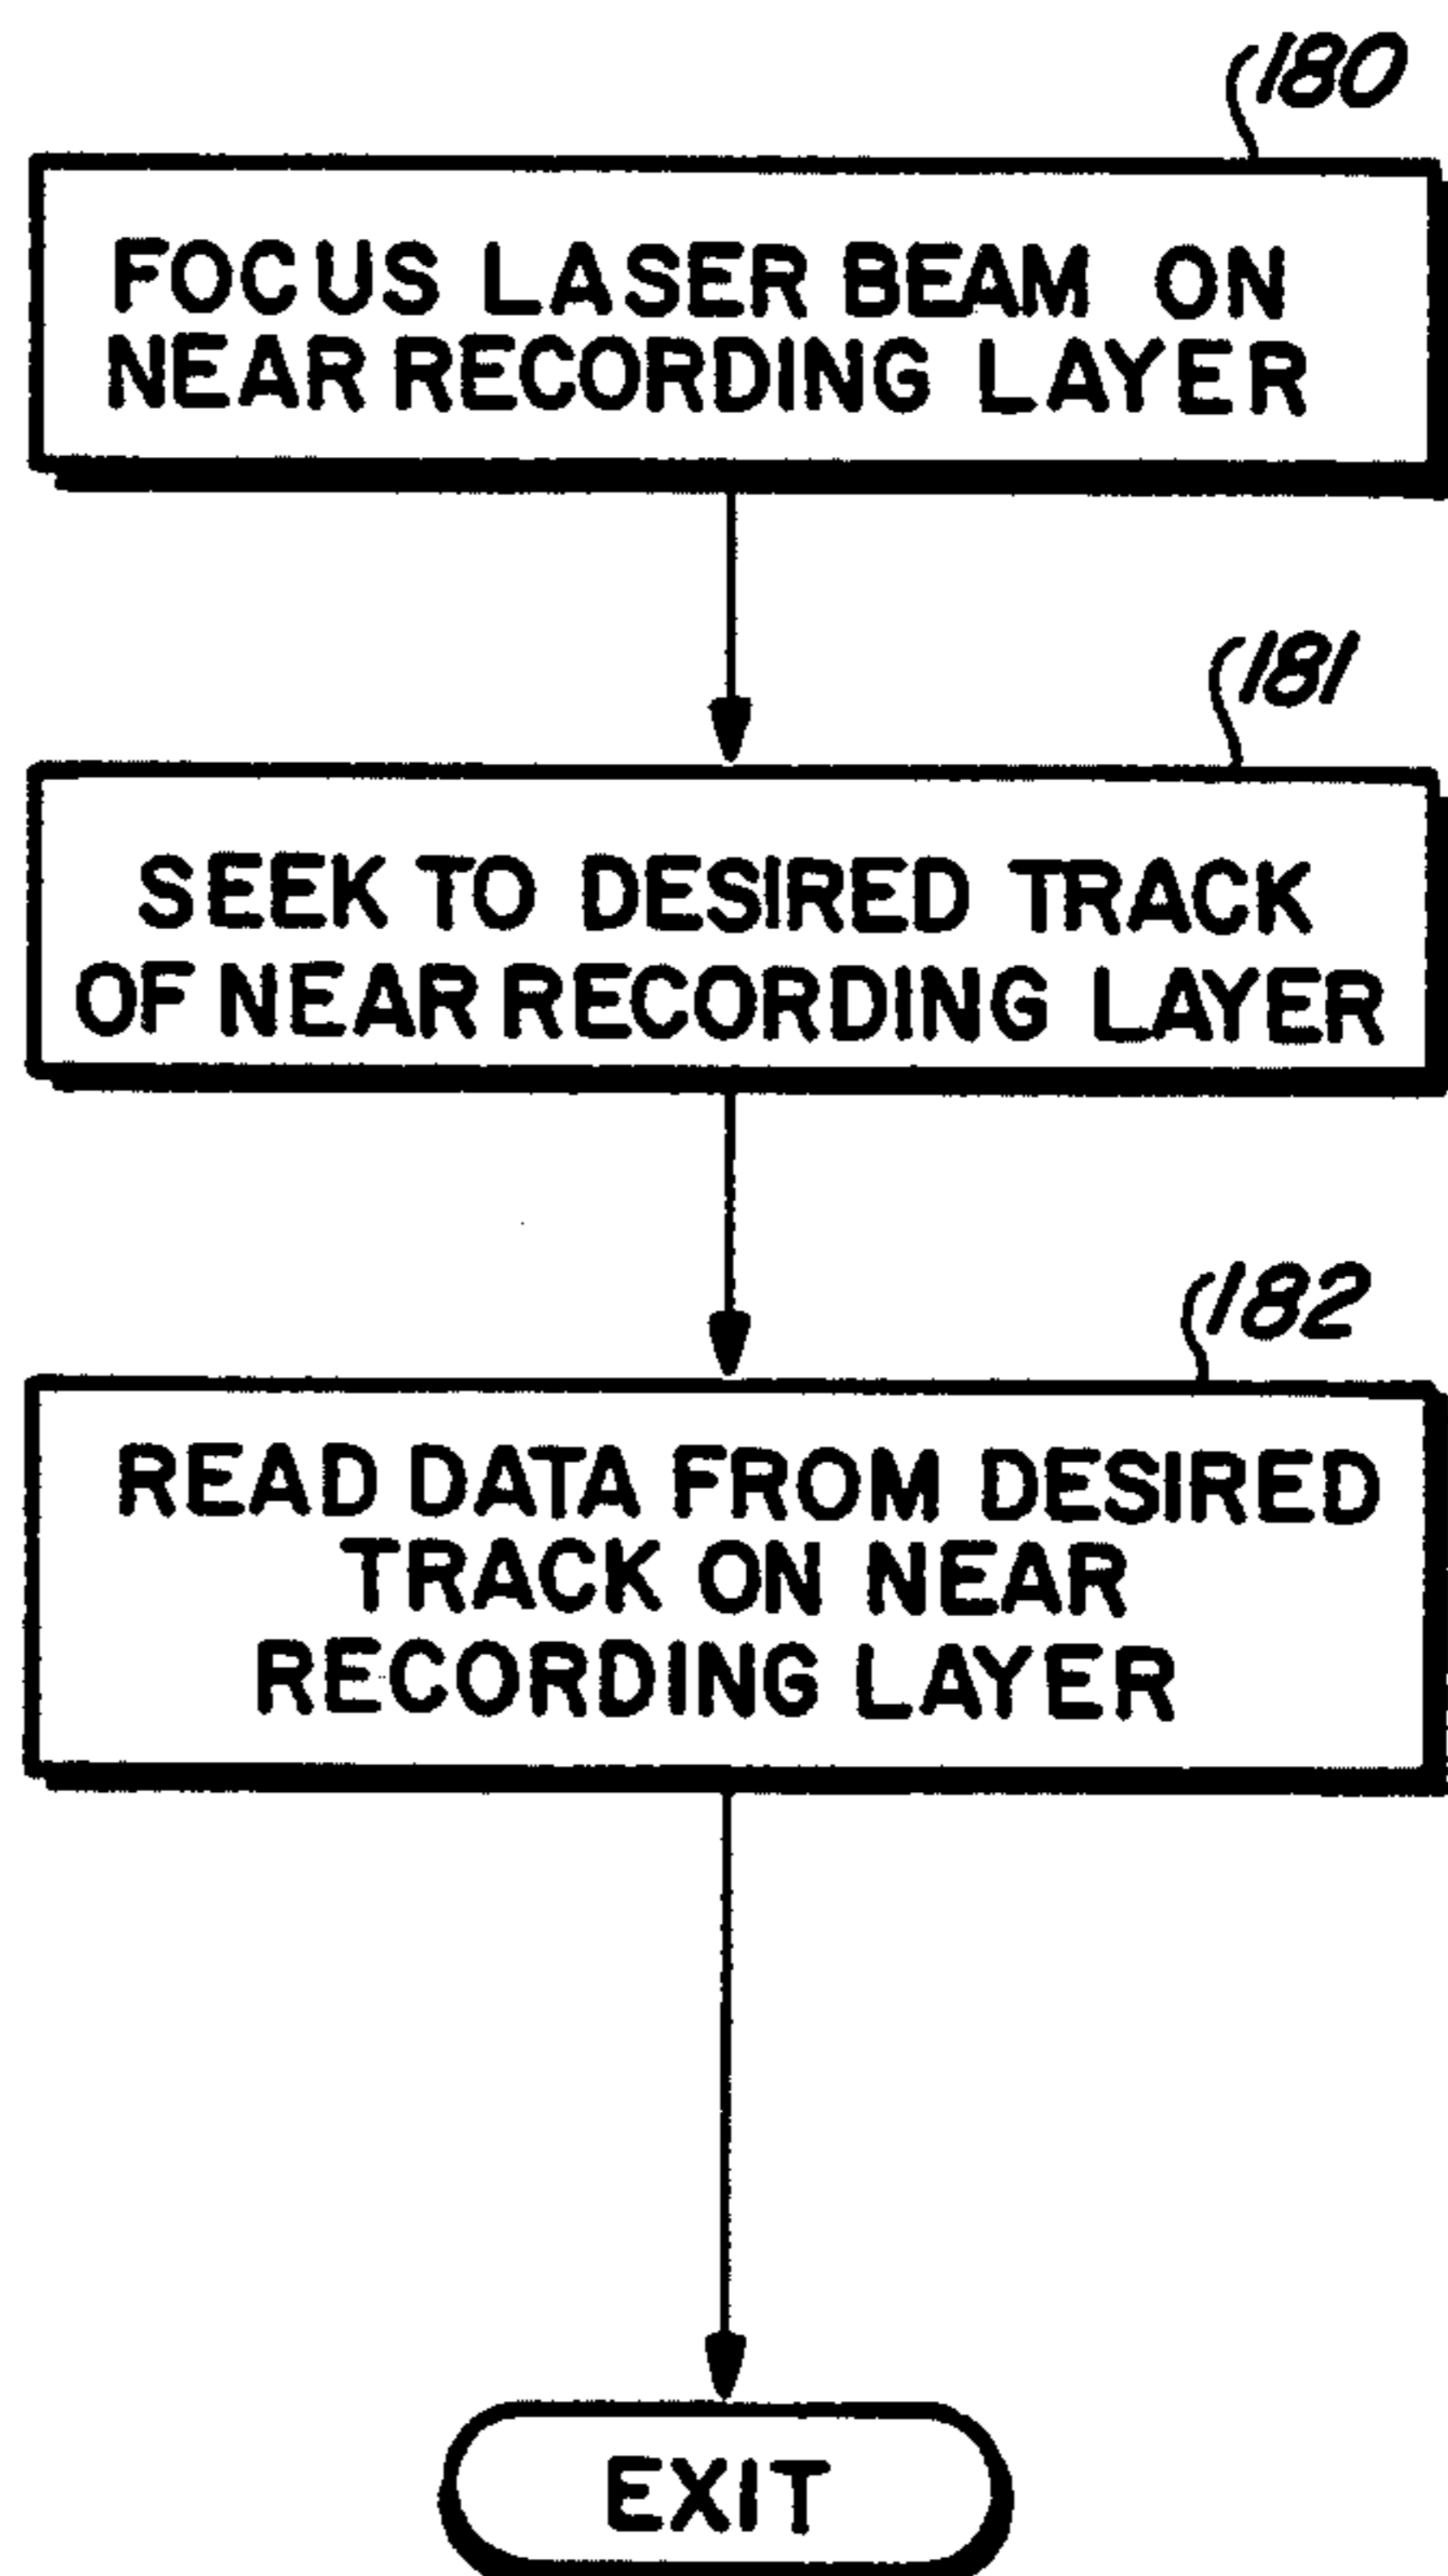 180
FOCUS LASER BEAM ON
NEAR RECORDING LAYER
181
SEEK TO DESIRED TRACK
OF NEAR RECORDING LAYER
182
READ DATA FROM DESIRED
TRACK ON NEAR
RECORDING LAYER
EXIT